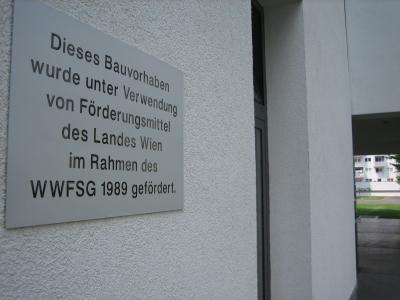 Dieses Bauvorhaben
wurde unter Verwendung
von Förderungsmittel
des Landes Wien
im Rahmen des
WWFSG 1989 gefördert.